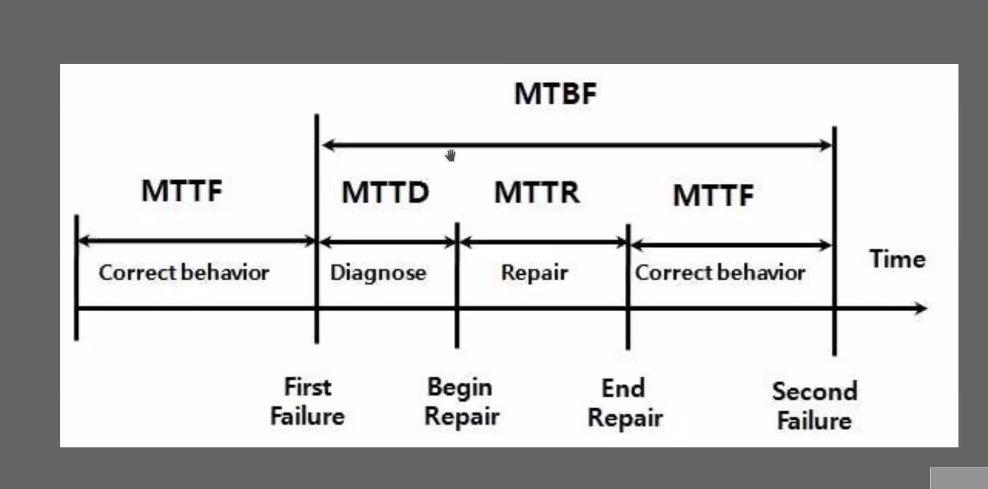 MTBF
MTTF
MTTD
MTTR
MTTF
Correct behavior
Diagnose
Repair
Correct behavior
Time
First
Failure
Begin
Repair
End
Repair
Second
Failure